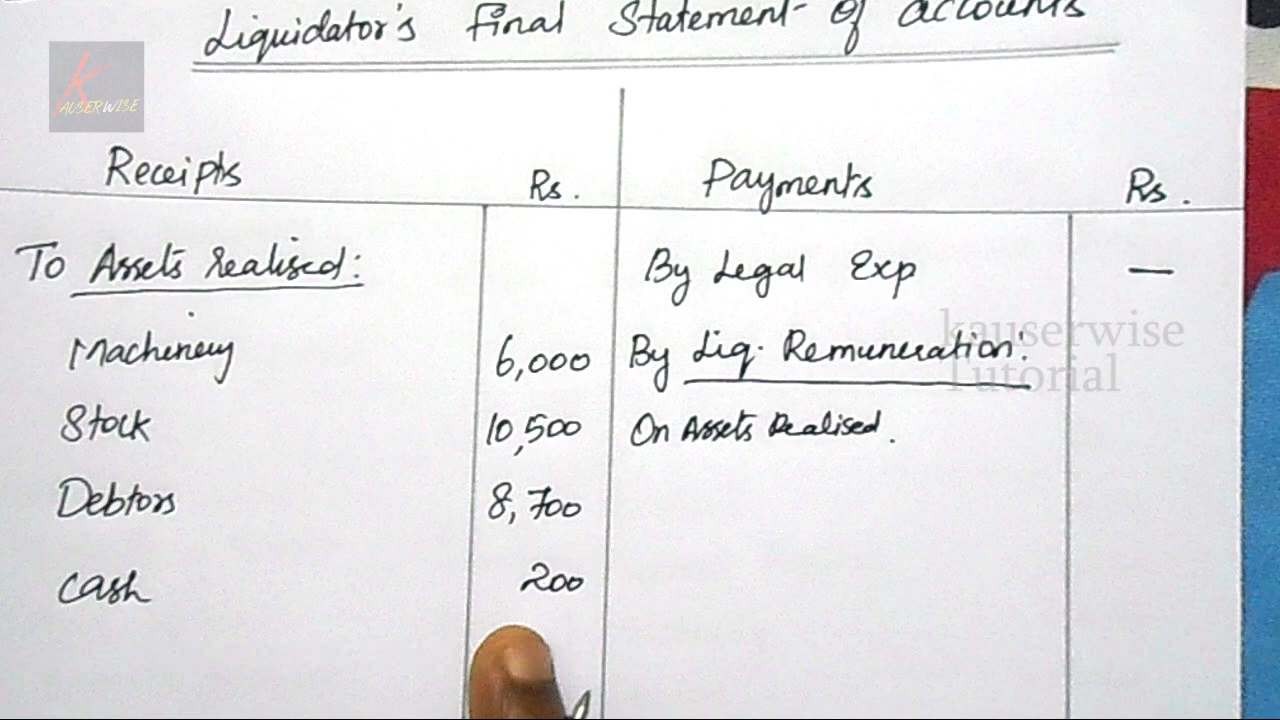 Liquidator's Final Statement of accounts
KAUSERWISE
Receipts Rs. Payments Rs.
To Assets realised: By Legal Exp —
Machinery 6,000 By Liq. Remuneration:
Stock 10,500 On Assets Realised.
Debtors 8,700
Cash 200
kauserwise
Tutorial